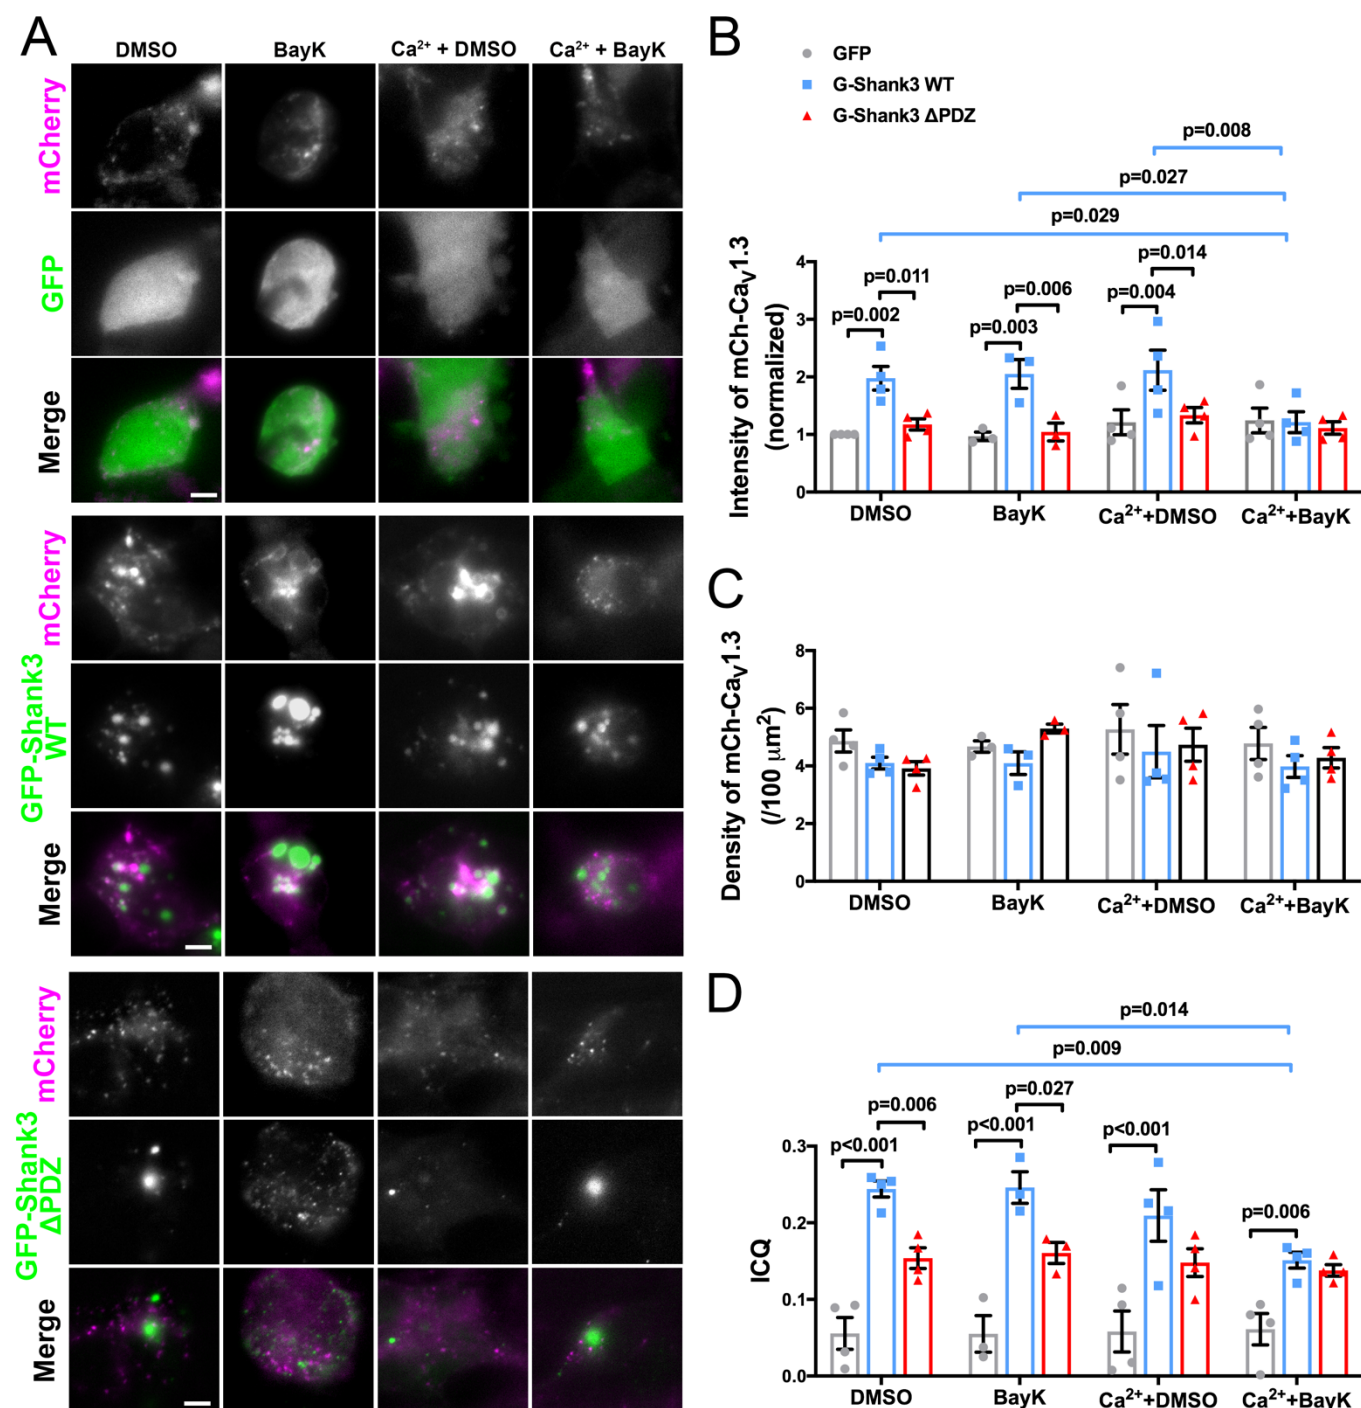 A
DMSO
BayK
Ca²⁺ + DMSO
Ca²⁺ + BayK
mCherry
GFP
Merge
mCherry
GFP-Shank3
WT
Merge
mCherry
GFP-Shank3
ΔPDZ
Merge
B
GFP
G-Shank3 WT
G-Shank3 ΔPDZ
p=0.008
p=0.027
p=0.029
p=0.014
p=0.011
p=0.006
p=0.004
p=0.002
p=0.003
Intensity of mCh-Caᵥ1.3
(normalized)
4
3
2
1
0
DMSO
BayK
Ca²⁺+DMSO
Ca²⁺+BayK
C
Density of mCh-Caᵥ1.3
(/100 μm²)
8
6
4
2
0
DMSO
BayK
Ca²⁺+DMSO
Ca²⁺+BayK
D
p=0.014
p=0.009
p=0.027
p=0.006
p<0.001
p<0.001
p<0.001
p=0.006
ICQ
0.3
0.2
0.1
0.0
DMSO
BayK
Ca²⁺+DMSO
Ca²⁺+BayK